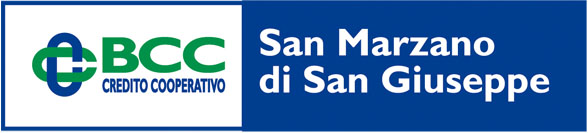 BCC
CREDITO COOPERATIVO
San Marzano
di San Giuseppe